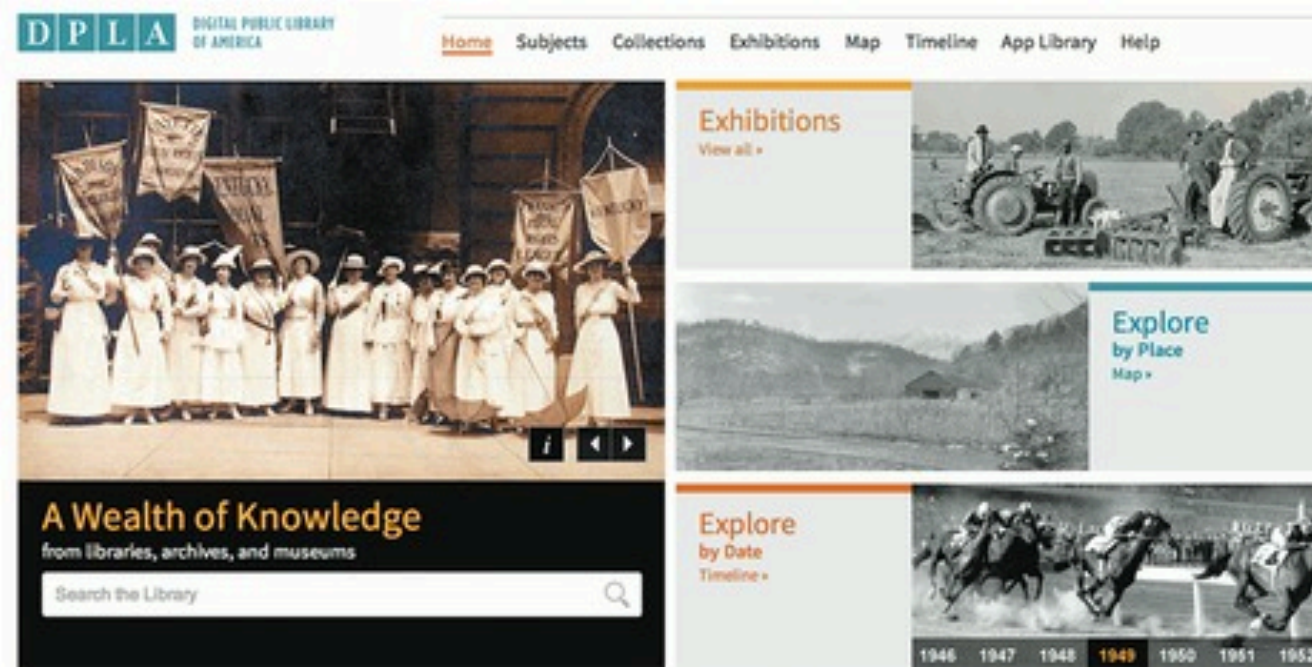 DPLA
DIGITAL PUBLIC LIBRARY
OF AMERICA
Home Subjects Collections Exhibitions Map Timeline App Library Help
Exhibitions
View all »
Explore
by Place
Map »
i
A Wealth of Knowledge
from libraries, archives, and museums
Search the Library
Explore
by Date
Timeline »
1946 1947 1948 1949 1950 1951